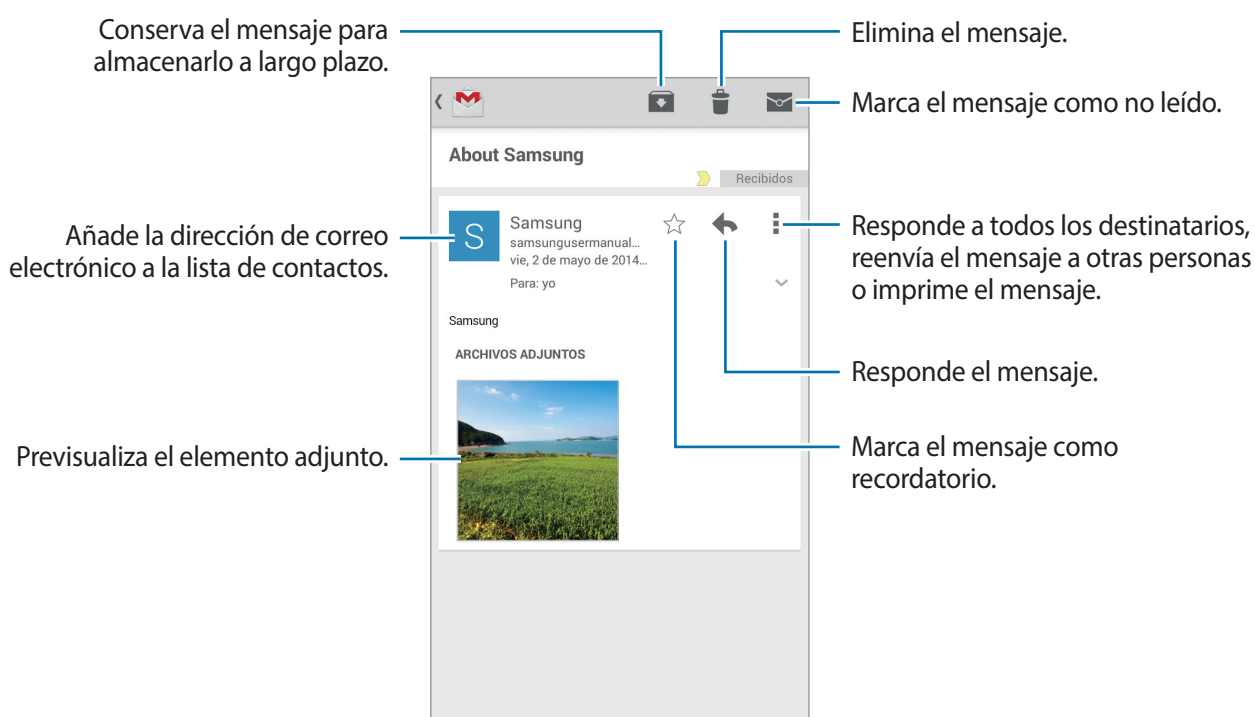 Conserva el mensaje para
almacenarlo a largo plazo.
Elimina el mensaje.
Marca el mensaje como no leído.
About Samsung
Recibidos
Añade la dirección de correo
electrónico a la lista de contactos.
S
Samsung
samsungusermanual...
vie, 2 de mayo de 2014...
Para: yo
Responde a todos los destinatarios,
reenvía el mensaje a otras personas
o imprime el mensaje.
Samsung
ARCHIVOS ADJUNTOS
Responde el mensaje.
Previsualiza el elemento adjunto.
Marca el mensaje como
recordatorio.